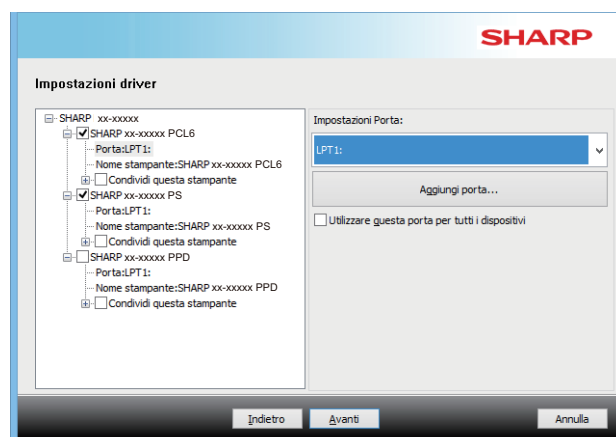 SHARP
Impostazioni driver
SHARP xx-xxxxx
SHARP xx-xxxxx PCL6
Porta:LPT1:
Nome stampante:SHARP xx-xxxxx PCL6
Condividi questa stampante
SHARP xx-xxxxx PS
Porta:LPT1:
Nome stampante:SHARP xx-xxxxx PS
Condividi questa stampante
SHARP xx-xxxxx PPD
Porta:LPT1:
Nome stampante:SHARP xx-xxxxx PPD
Condividi questa stampante
Impostazioni Porta:
LPT1:
Aggiungi porta...
Utilizzare questa porta per tutti i dispositivi
Indietro
Avanti
Annulla